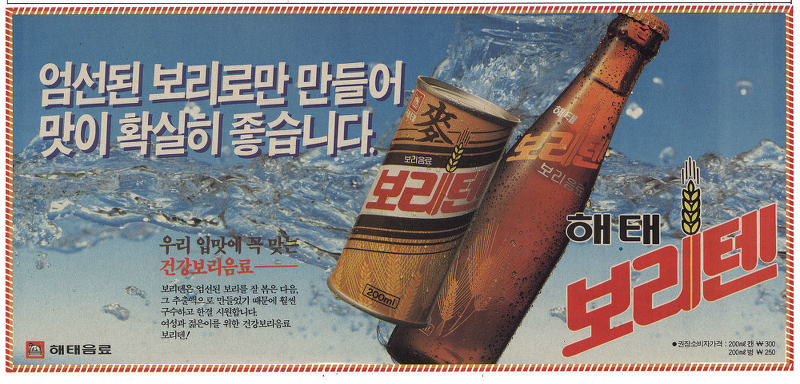 엄선된 보리로만 만들어
맛이 확실히 좋습니다.
해태
麥
보리음료
보리텐
200ml
해태
보리텐
보리음료
해태
보리텐
우리 입맛에 꼭 맞는
건강보리음료
보리텐은 엄선된 보리를 잘 볶은 다음,
그 추출액으로 만들었기 때문에 훨씬
구수하고 한결 시원합니다.
여성과 젊은이를 위한 건강보리음료
보리텐!
해태음료
●권장소비자가격 : 200㎖ 캔 ₩ 300
200㎖ 병 ₩ 250